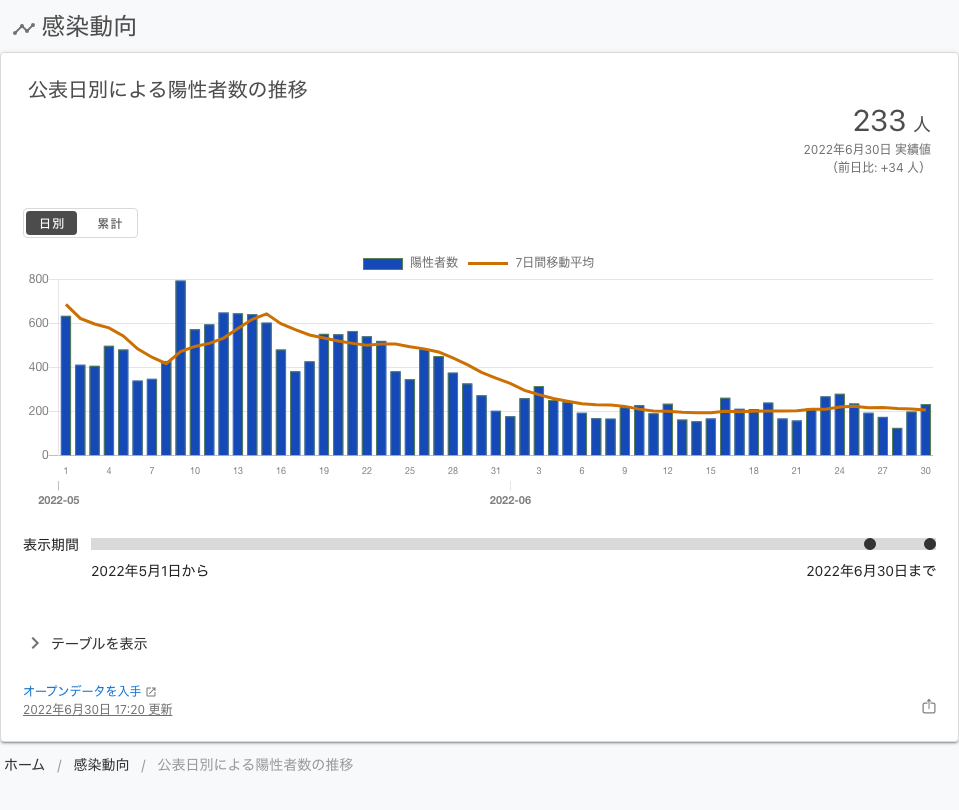 感染動向
公表日別による陽性者数の推移
233 人
2022年6月30日 実績値
（前日比: +34 人）
日別 累計
陽性者数 7日間移動平均
800
600
400
200
0
1 4 7 10 13 16 19 22 25 28 31 3 6 9 12 15 18 21 24 27 30
2022-05 2022-06
表示期間
2022年5月1日から 2022年6月30日まで
テーブルを表示
オープンデータを入手
2022年6月30日 17:20 更新
ホーム / 感染動向 / 公表日別による陽性者数の推移